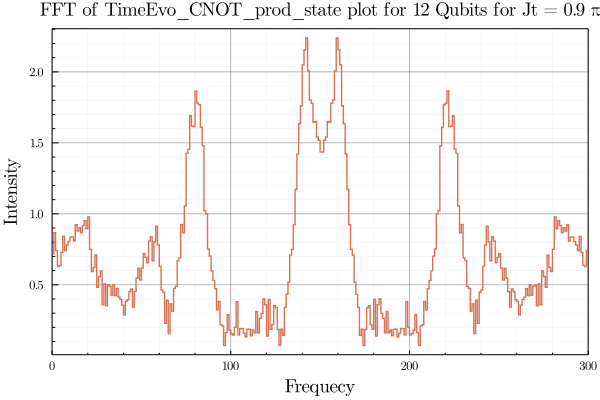 FFT of TimeEvo_CNOT_prod_state plot for 12 Qubits for Jt = 0.9 π
2.0
1.5
1.0
0.5
Intensity
0 100 200 300
Frequecy